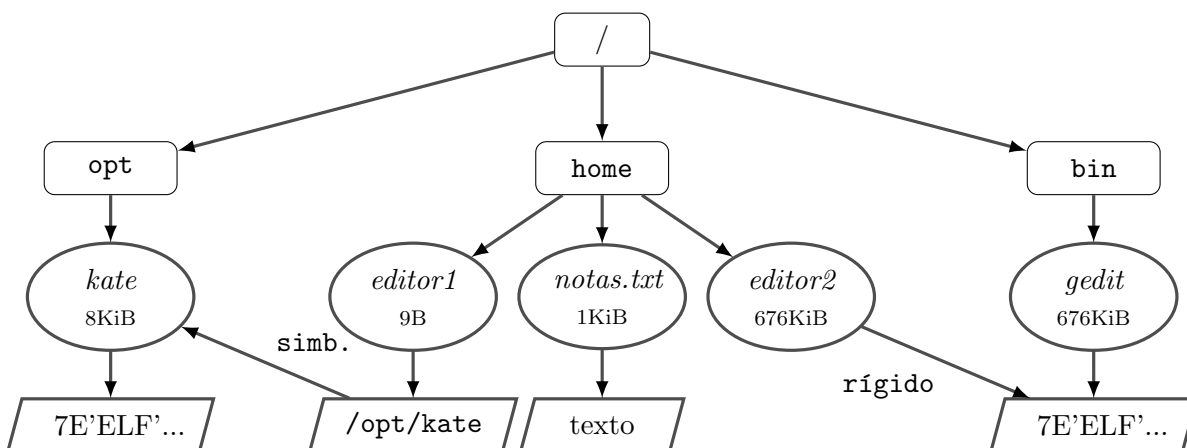 /
opt
home
bin
kate
8KiB
editor1
9B
notas.txt
1KiB
editor2
676KiB
gedit
676KiB
simb.
rígido
7E'ELF'...
/opt/kate
texto
7E'ELF'...